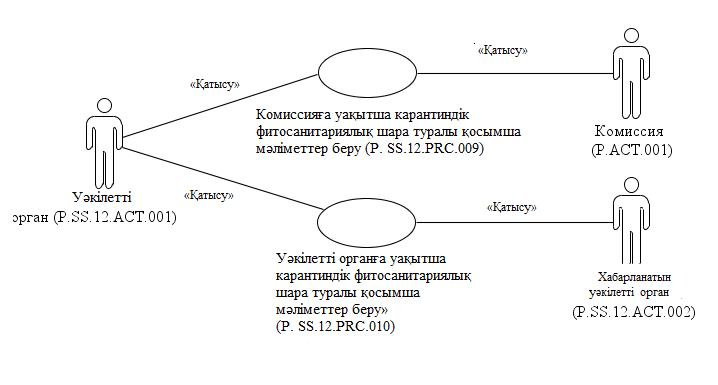 «Қатысу»
«Қатысу»
Комиссияға уақытша карантиндік
фитосанитариялық шара туралы қосымша
мәліметтер беру (P. SS.12.PRC.009)
Комиссия
(P.ACT.001)
Уәкілетті
орган (P.SS.12.ACT.001)
«Қатысу»
«Қатысу»
Уәкілетті органға уақытша
карантиндік фитосанитариялық
шара туралы қосымша
мәліметтер беру»
(P. SS.12.PRC.010)
Хабарланатын
уәкілетті орган
(P.SS.12.ACT.002)